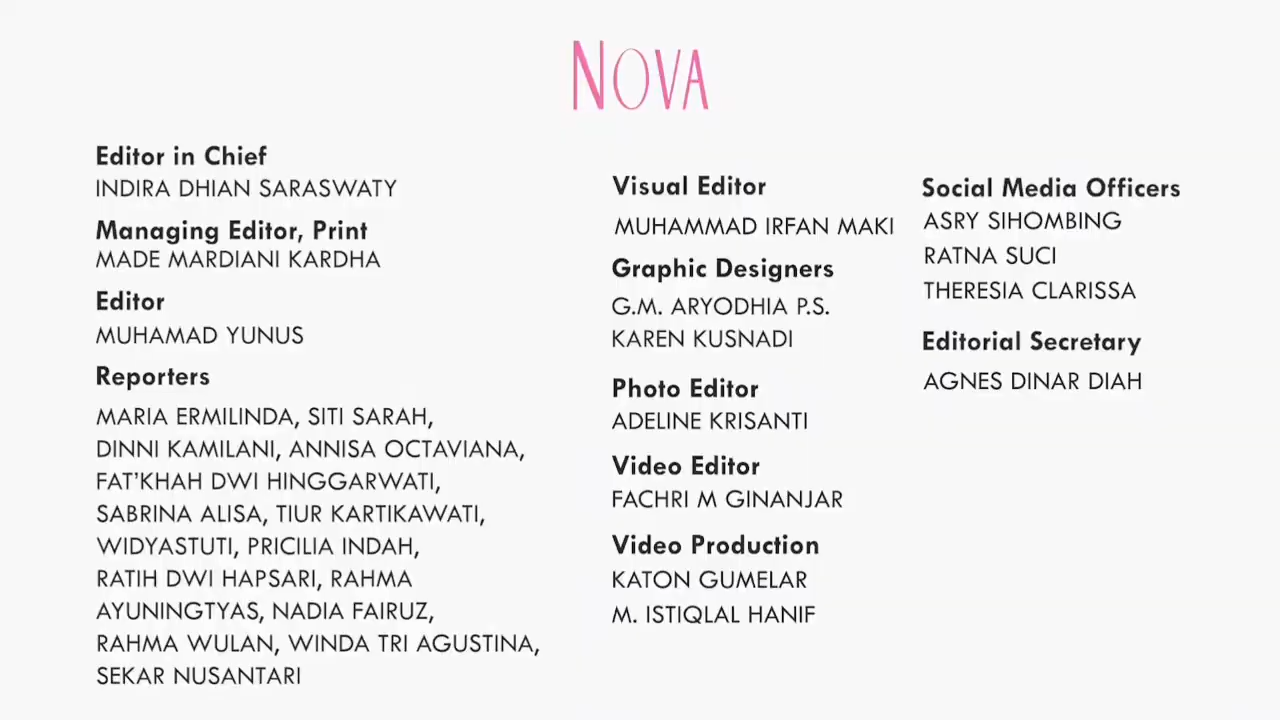 NOVA
Editor in Chief
INDIRA DHIAN SARASWATY
Managing Editor, Print
MADE MARDIANI KARDHA
Editor
MUHAMAD YUNUS
Reporters
MARIA ERMILINDA, SITI SARAH,
DINNI KAMILANI, ANNISA OCTAVIANA,
FAT’KHAH DWI HINGGARWATI,
SABRINA ALISA, TIUR KARTIKAWATI,
WIDYASTUTI, PRICILIA INDAH,
RATIH DWI HAPSARI, RAHMA
AYUNINGTYAS, NADIA FAIRUZ,
RAHMA WULAN, WINDA TRI AGUSTINA,
SEKAR NUSANTARI
Visual Editor
MUHAMMAD IRFAN MAKI
Graphic Designers
G.M. ARYODHIA P.S.
KAREN KUSNADI
Photo Editor
ADELINE KRISANTI
Video Editor
FACHRI M GINANJAR
Video Production
KATON GUMELAR
M. ISTIQLAL HANIF
Social Media Officers
ASRY SIHOMBING
RATNA SUCI
THERESIA CLARISSA
Editorial Secretary
AGNES DINAR DIAH